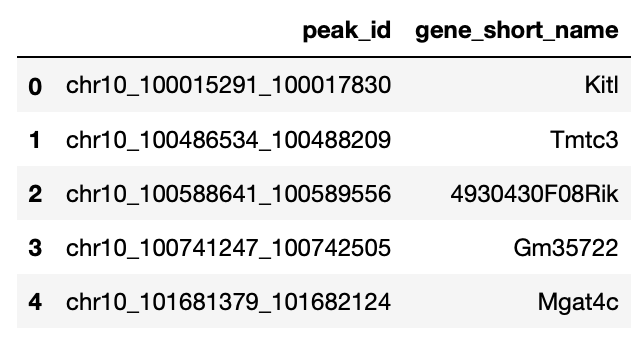 peak_id gene_short_name
0 chr10_100015291_100017830 Kitl
1 chr10_100486534_100488209 Tmtc3
2 chr10_100588641_100589556 4930430F08Rik
3 chr10_100741247_100742505 Gm35722
4 chr10_101681379_101682124 Mgat4c